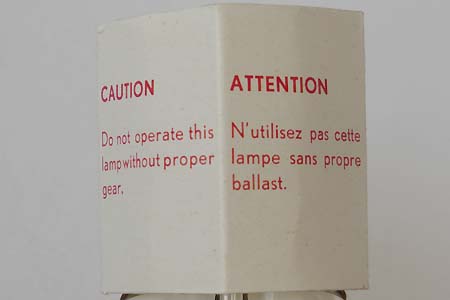 CAUTION
Do not operate this
lamp without proper
gear.
ATTENTION
N'utilisez pas cette
lampe sans propre
ballast.